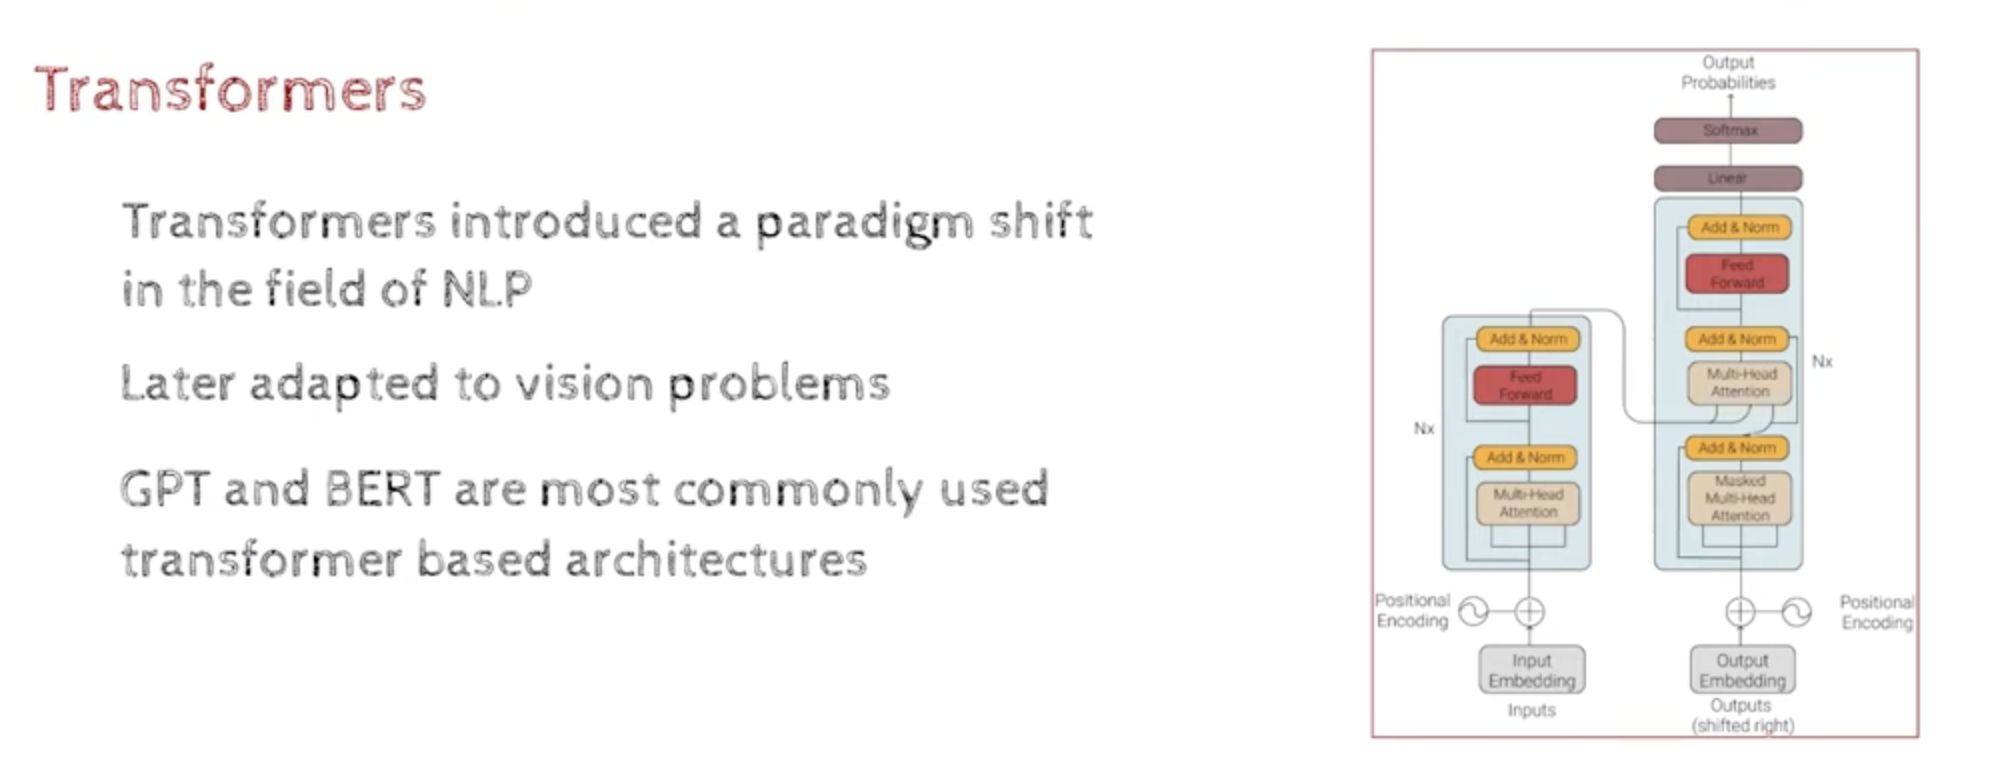 Transformers
Transformers introduced a paradigm shift
in the field of NLP
Later adapted to vision problems
GPT and BERT are most commonly used
transformer based architectures
Output
Probabilities
Softmax
Linear
Add & Norm
Feed
Forward
Add & Norm
Multi-Head
Attention
Nx
Add & Norm
Masked
Multi-Head
Attention
Add & Norm
Feed
Forward
Nx
Add & Norm
Multi-Head
Attention
Positional
Encoding
Positional
Encoding
Input
Embedding
Output
Embedding
Inputs
Outputs
(shifted right)